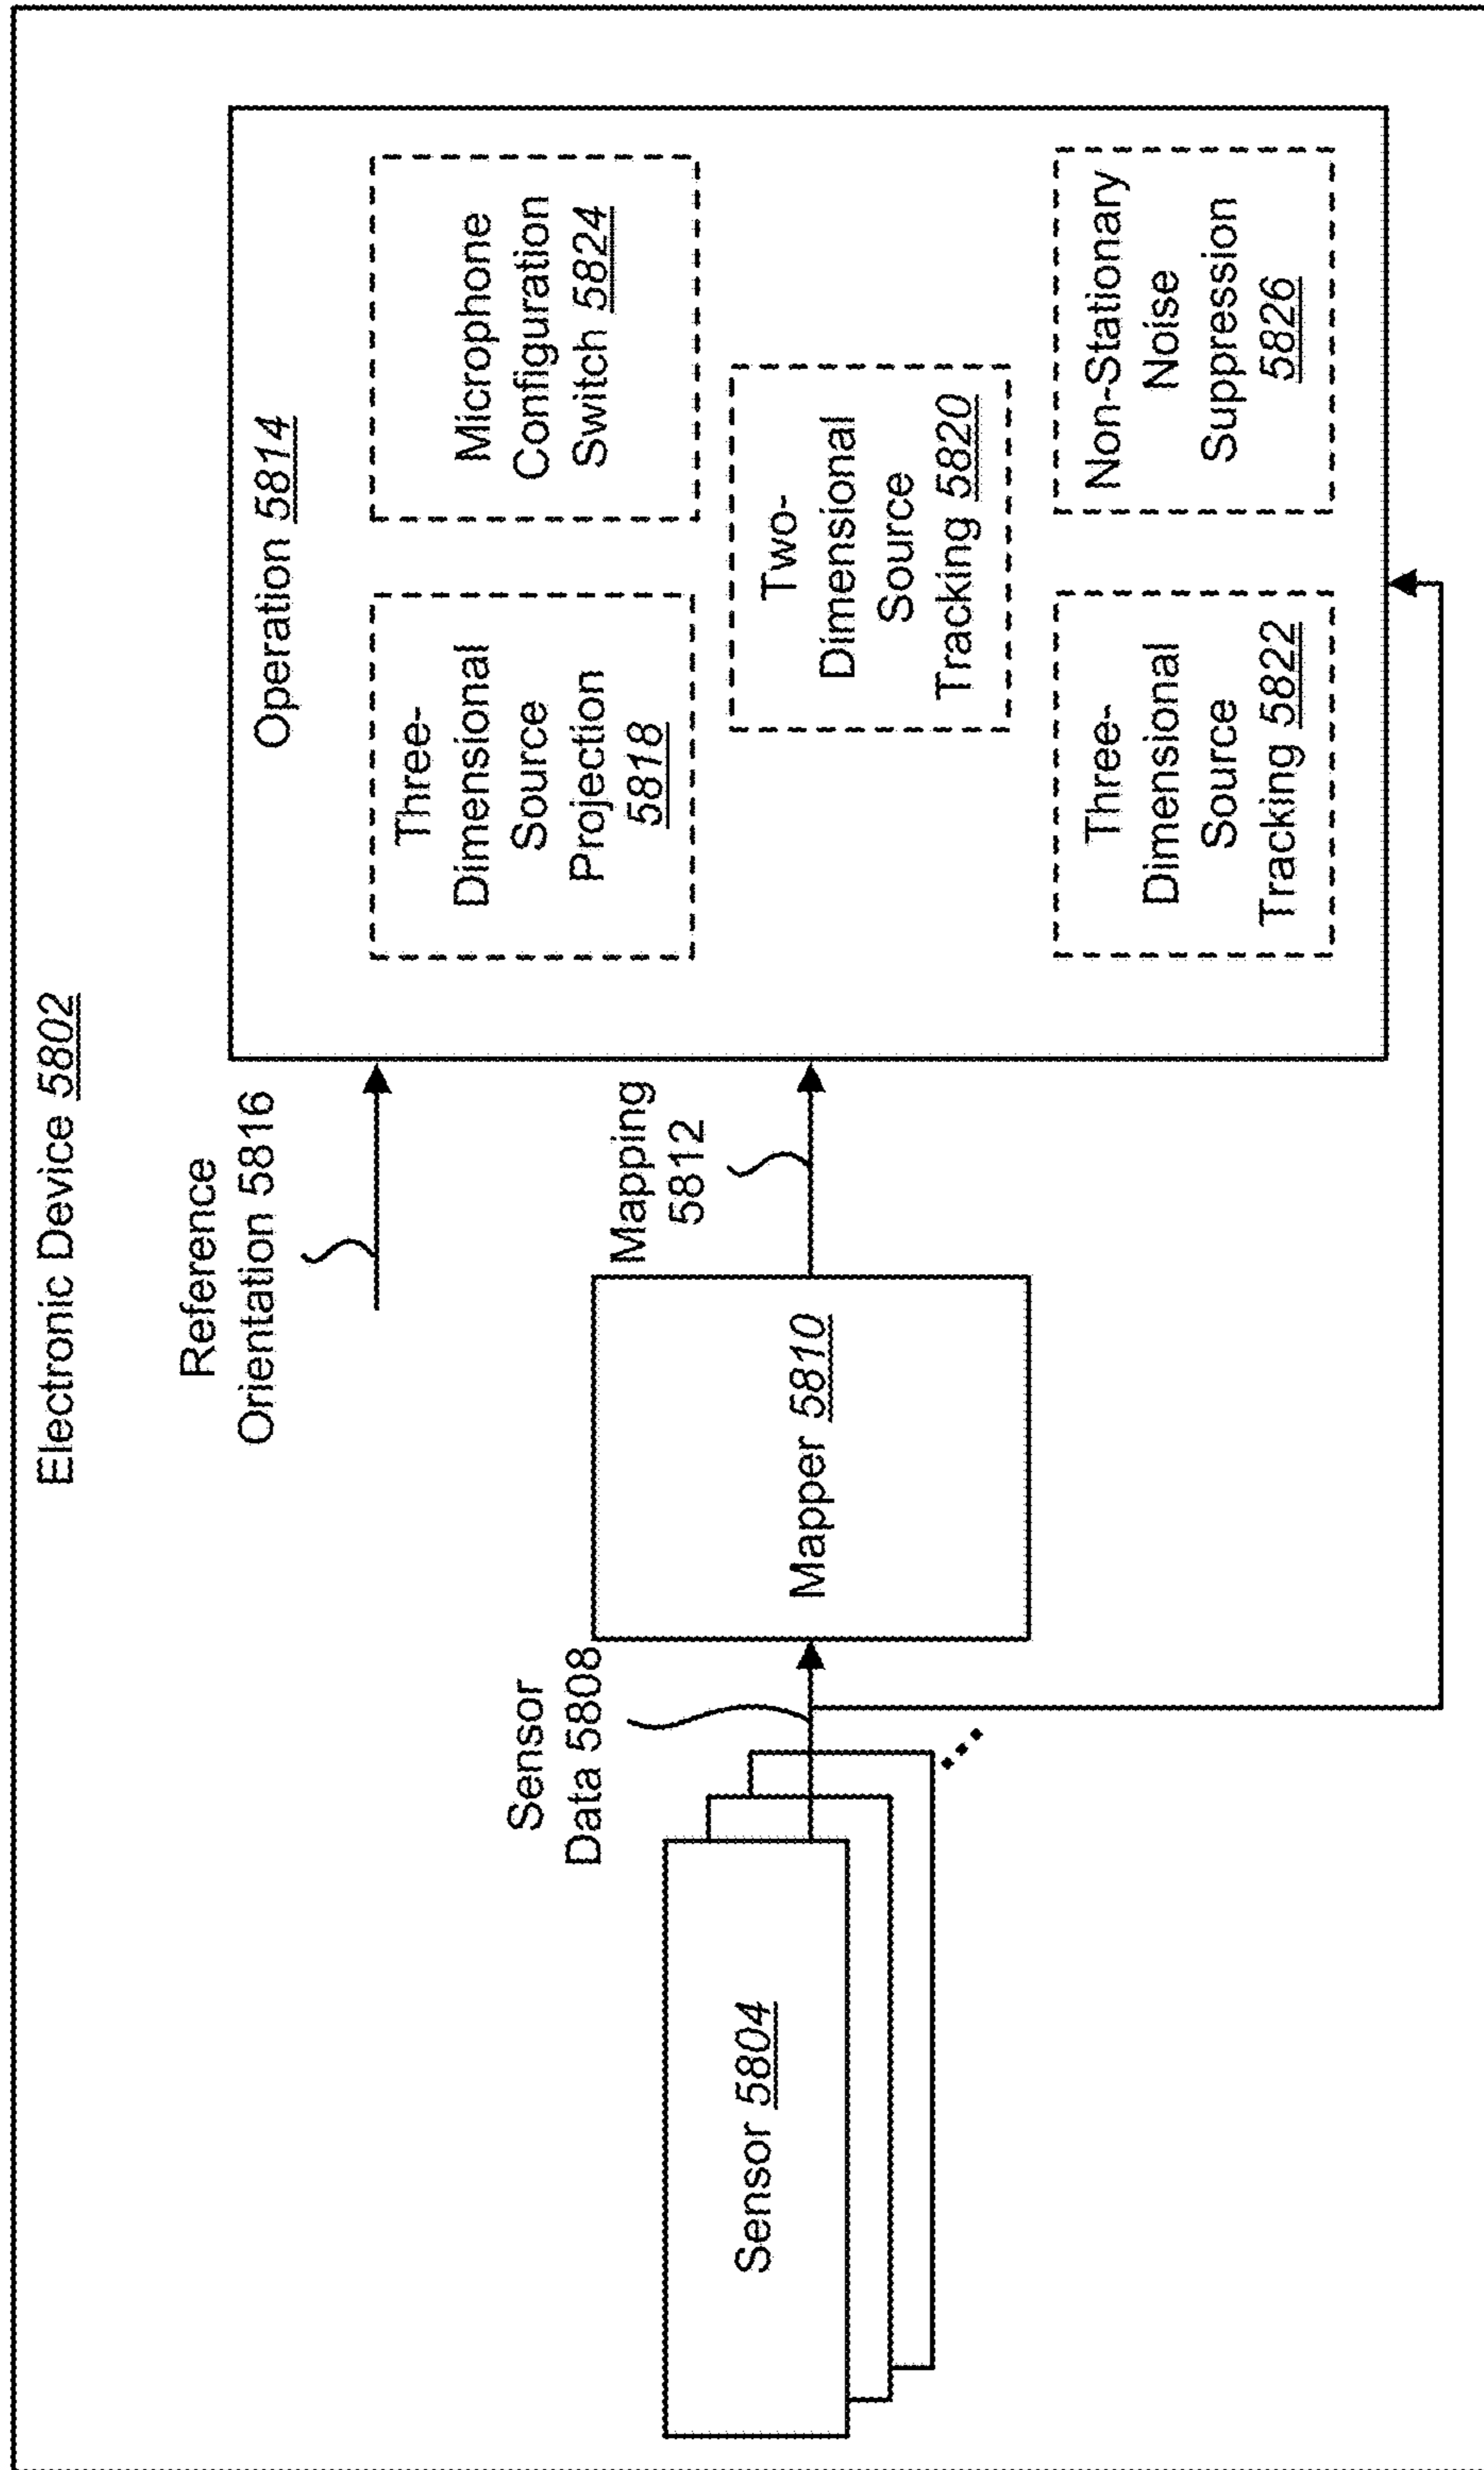 Electronic Device 5802
Reference
Orientation 5816
Operation 5814
Three-
Dimensional
Source
Projection
5818
Microphone
Configuration
Switch 5824
Two-
Dimensional
Source
Tracking 5820
Three-
Dimensional
Source
Tracking 5822
Non-Stationary
Noise
Suppression
5826
Sensor
Data 5808
Mapping
5812
Sensor 5804
Mapper 5810